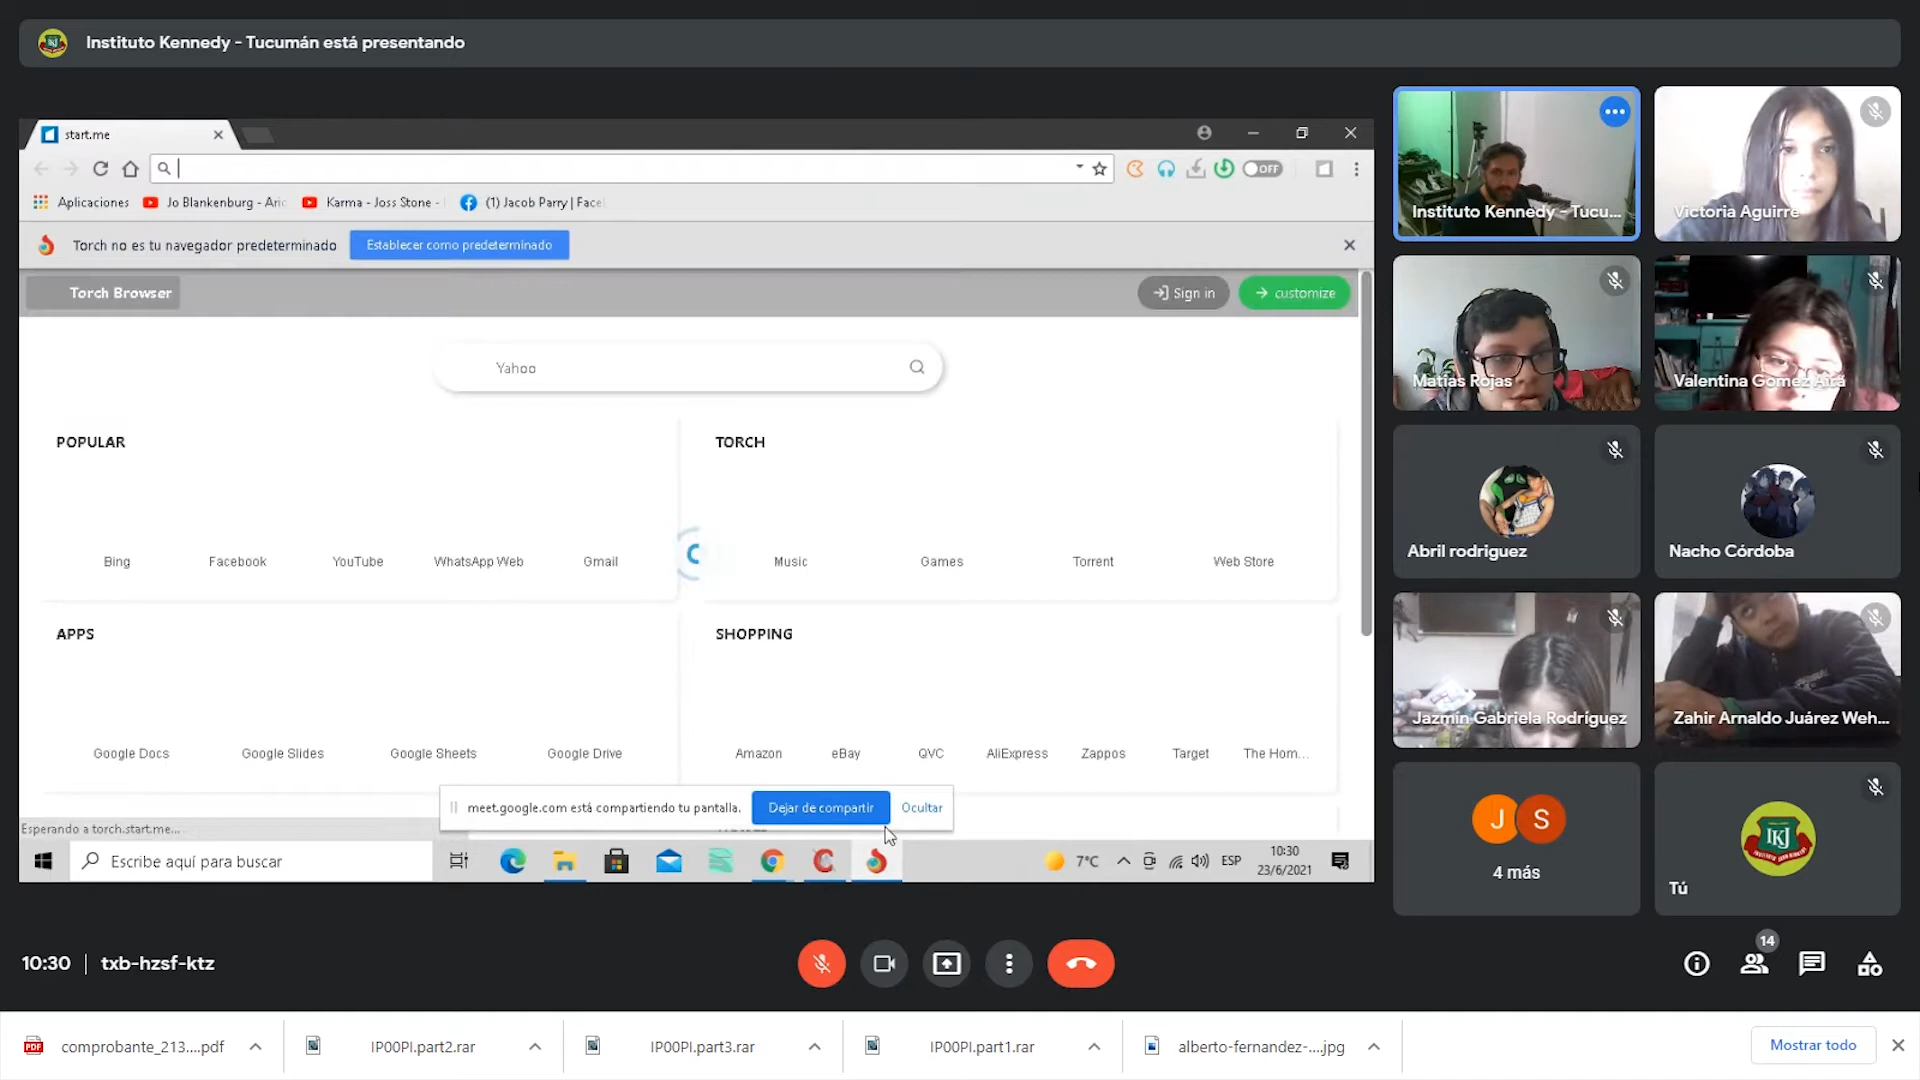 Instituto Kennedy - Tucumán está presentando
start.me
Aplicaciones
Jo Blankenburg - Ari
Karma - Joss Stone -
(1) Jacob Parry | Face
Torch no es tu navegador predeterminado
Establecer como predeterminado
Torch Browser
Sign in
customize
Yahoo
POPULAR
TORCH
Bing
Facebook
YouTube
WhatsApp Web
Gmail
Music
Games
Torrent
Web Store
APPS
SHOPPING
Google Docs
Google Slides
Google Sheets
Google Drive
Amazon
eBay
QVC
AliExpress
Zappos
Target
The Hom...
meet.google.com está compartiendo tu pantalla.
Dejar de compartir
Ocultar
Esperando a torch.start.me...
Escribe aquí para buscar
7°C
ESP
10:30
23/6/2021
OFF
Instituto Kennedy - Tucu...
Victoria Aguirre
Matías Rojas
Valentina Gomez
Abril rodriguez
Nacho Córdoba
Jazmín Gabriela Rodríguez
Zahir Arnaldo Juárez Weh...
J
S
4 más
IKJ
Tú
10:30
txb-hzsf-ktz
14
PDF
comprobante_213....pdf
IP00PI.part2.rar
IP00PI.part3.rar
IP00PI.part1.rar
alberto-fernandez-....jpg
Mostrar todo